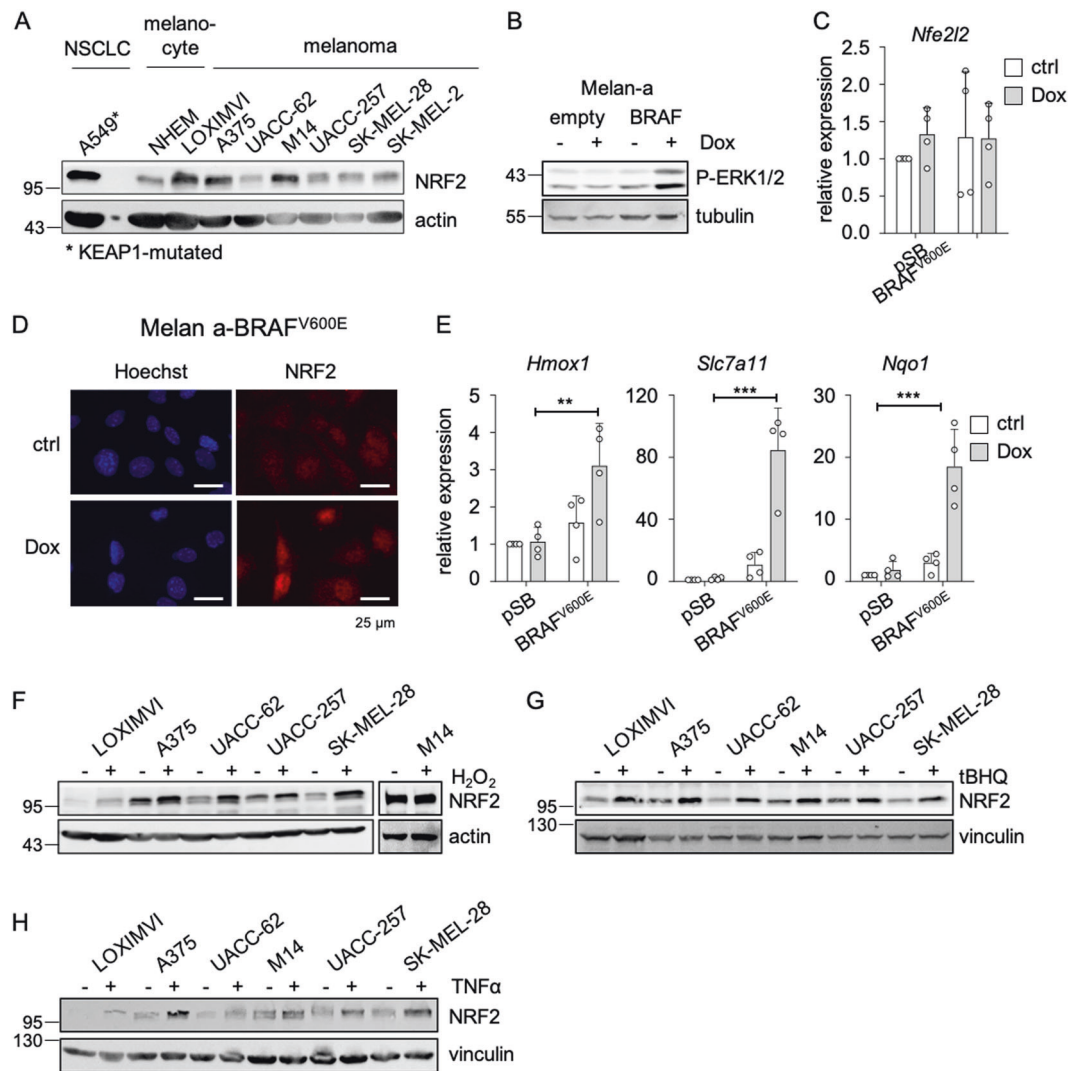 A
NSCLC
melano-
cyte
melanoma
A549*
NHEM
LOXIMVI
A375
UACC-62
M14
UACC-257
SK-MEL-28
SK-MEL-2
95
NRF2
43
actin
* KEAP1-mutated
B
Melan-a
empty BRAF
- + - + Dox
43
P-ERK1/2
55
tubulin
C
Nfe2l2
relative expression
2.5
2.0
1.5
1.0
0.5
0.0
pSB
BRAFV600E
ctrl
Dox
D
Melan a-BRAFV600E
Hoechst NRF2
ctrl
Dox
25 µm
E
Hmox1
relative expression
5
4
3
2
1
0
**
pSB
BRAFV600E
Slc7a11
120
80
40
0
***
pSB
BRAFV600E
Nqo1
30
20
10
0
***
pSB
BRAFV600E
ctrl
Dox
F
LOXIMVI
A375
UACC-62
UACC-257
SK-MEL-28
M14
- + - + - + - + - + - +
H2O2
95
NRF2
43
actin
G
LOXIMVI
A375
UACC-62
M14
UACC-257
SK-MEL-28
- + - + - + - + - + - + tBHQ
95
NRF2
130
vinculin
H
LOXIMVI
A375
UACC-62
M14
UACC-257
SK-MEL-28
- + - + - + - + - + - + TNFα
95
NRF2
130
vinculin